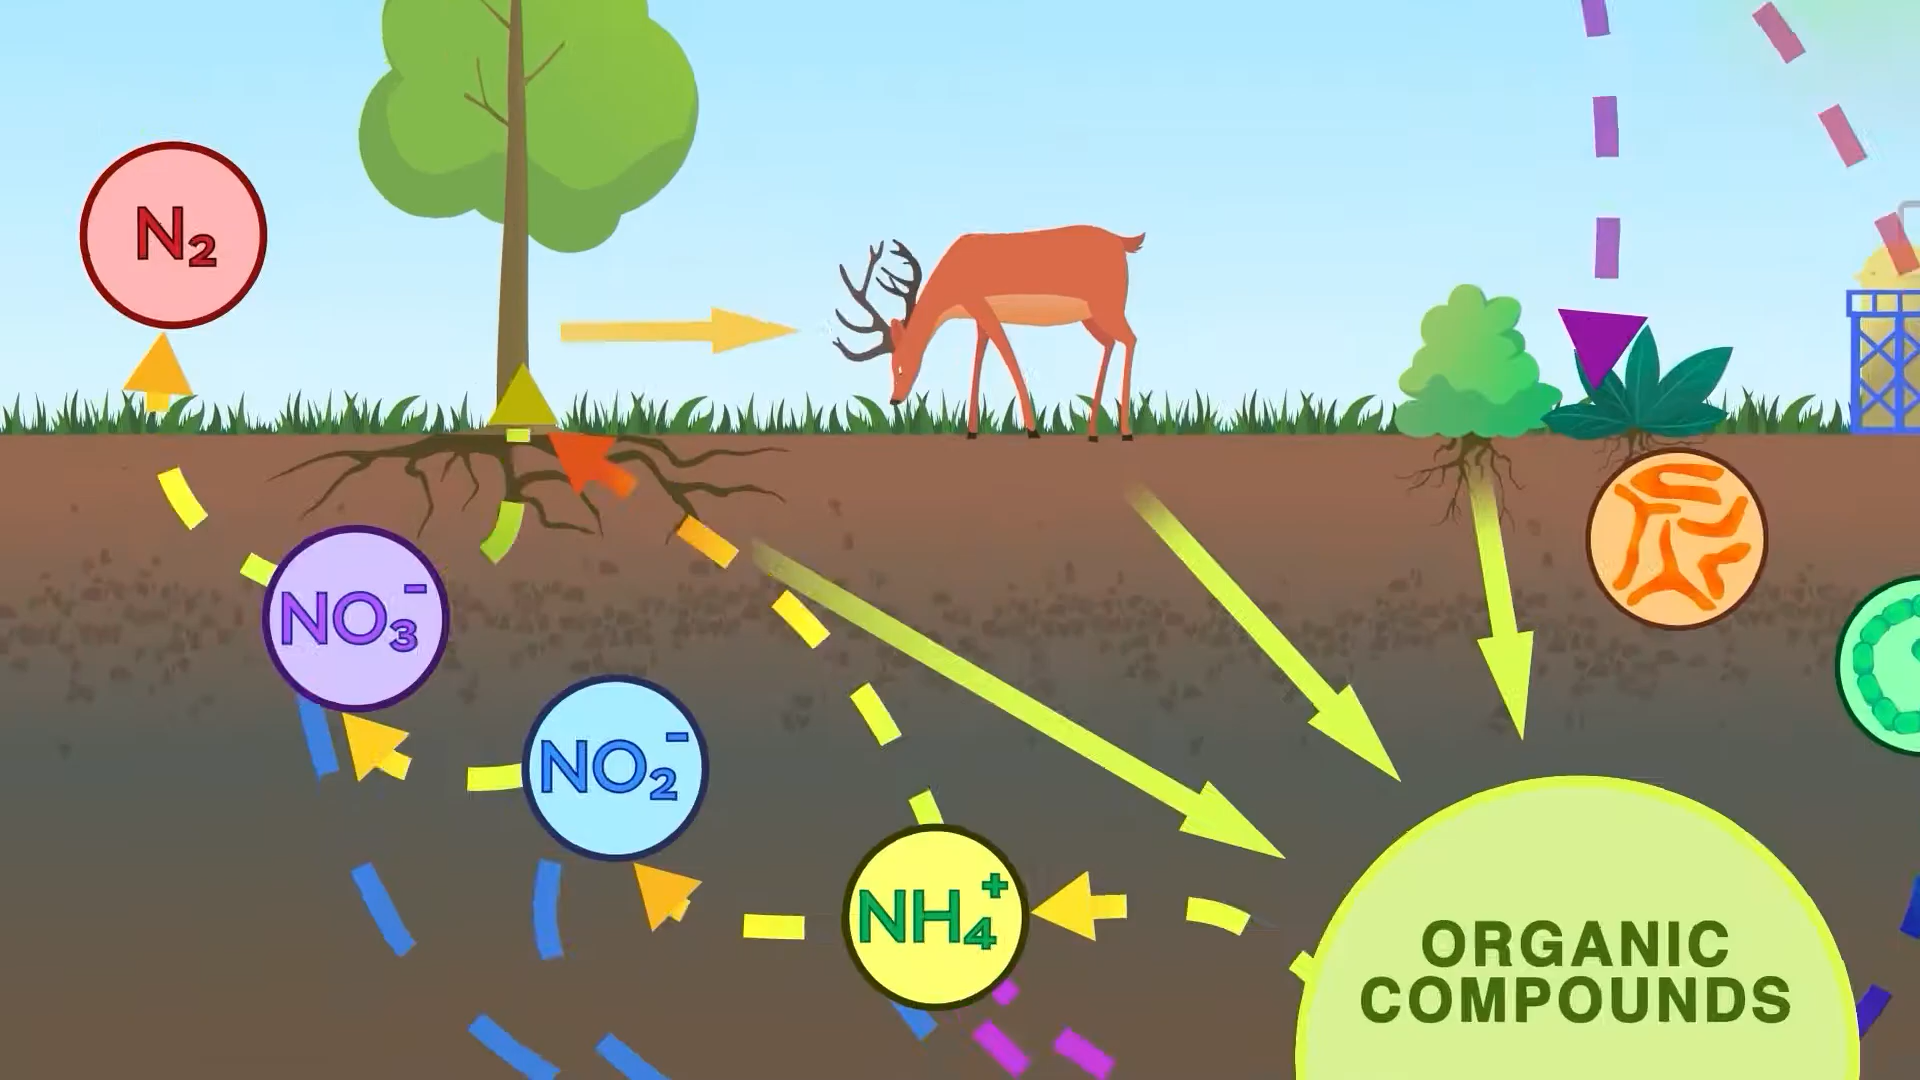 N₂
NO₃⁻
NO₂⁻
NH₄⁺
ORGANIC
COMPOUNDS